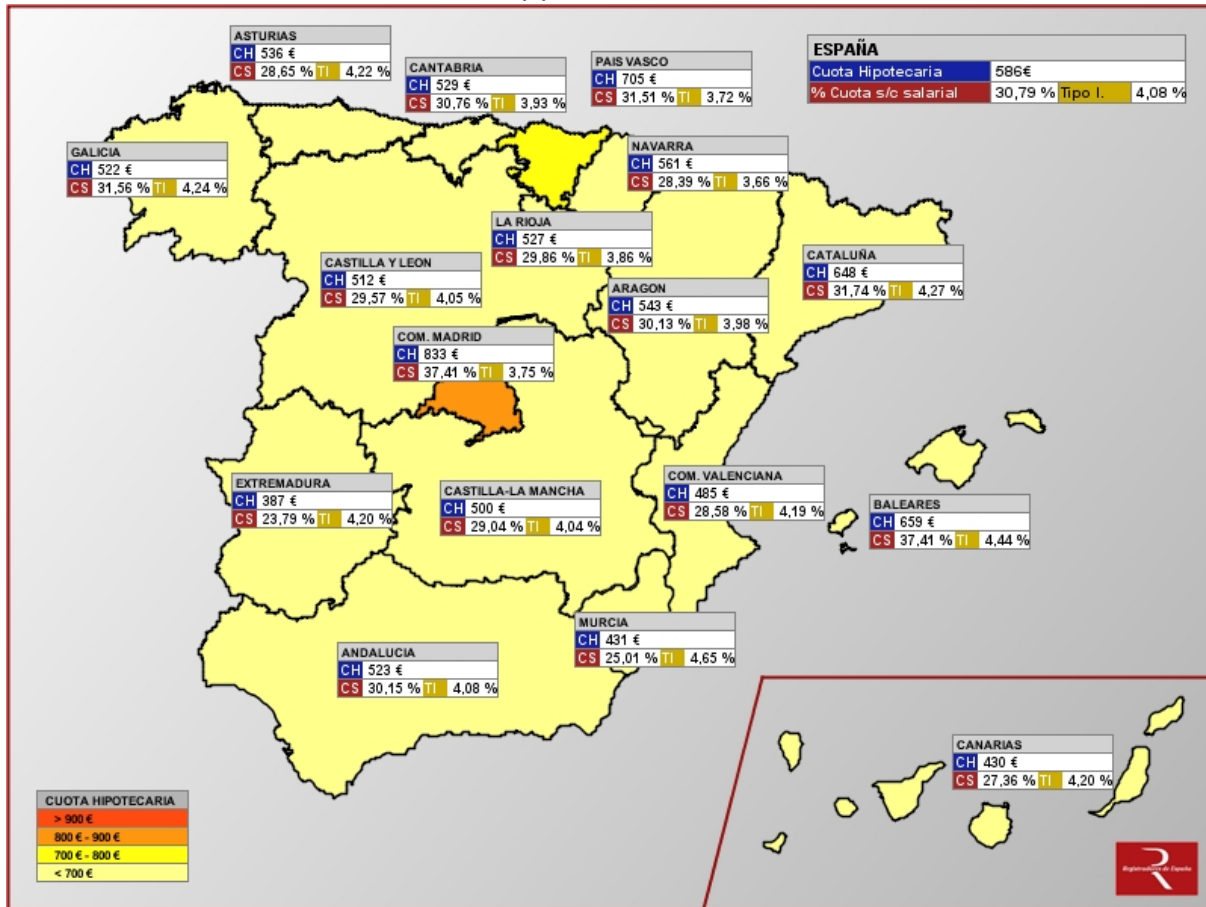 ASTURIAS
CH 536 €
CS 28,65 % TI 4,22 %
CANTABRIA
CH 529 €
CS 30,76 % TI 3,93 %
PAIS VASCO
CH 705 €
CS 31,51 % TI 3,72 %
ESPAÑA
Cuota Hipotecaria 586€
% Cuota s/c salarial 30,79 % Tipo I. 4,08 %
GALICIA
CH 522 €
CS 31,56 % TI 4,24 %
NAVARRA
CH 561 €
CS 28,39 % TI 3,66 %
LA RIOJA
CH 527 €
CS 29,86 % TI 3,86 %
CASTILLA Y LEON
CH 512 €
CS 29,57 % TI 4,05 %
CATALUÑA
CH 648 €
CS 31,74 % TI 4,27 %
ARAGON
CH 543 €
CS 30,13 % TI 3,98 %
COM. MADRID
CH 833 €
CS 37,41 % TI 3,75 %
EXTREMADURA
CH 387 €
CS 23,79 % TI 4,20 %
CASTILLA-LA MANCHA
CH 500 €
CS 29,04 % TI 4,04 %
COM. VALENCIANA
CH 485 €
CS 28,58 % TI 4,19 %
BALEARES
CH 659 €
CS 37,41 % TI 4,44 %
MURCIA
CH 431 €
CS 25,01 % TI 4,65 %
ANDALUCIA
CH 523 €
CS 30,15 % TI 4,08 %
CANARIAS
CH 430 €
CS 27,36 % TI 4,20 %
CUOTA HIPOTECARIA
> 900 €
800 € - 900 €
700 € - 800 €
< 700 €
R
Registradores de España